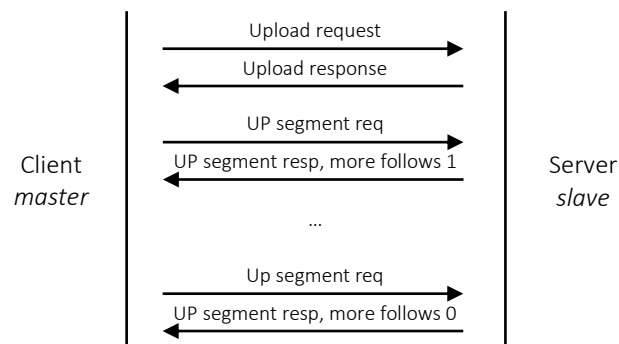 Upload request
Upload response
UP segment req
Client
master
UP segment resp, more follows 1
Server
slave
...
Up segment req
UP segment resp, more follows 0